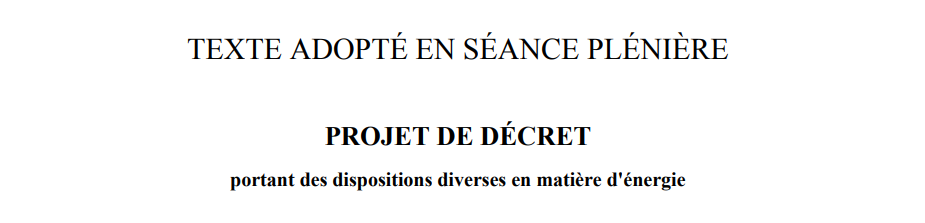 TEXTE ADOPTÉ EN SÉANCE PLÉNIÈRE
PROJET DE DÉCRET
portant des dispositions diverses en matière d'énergie